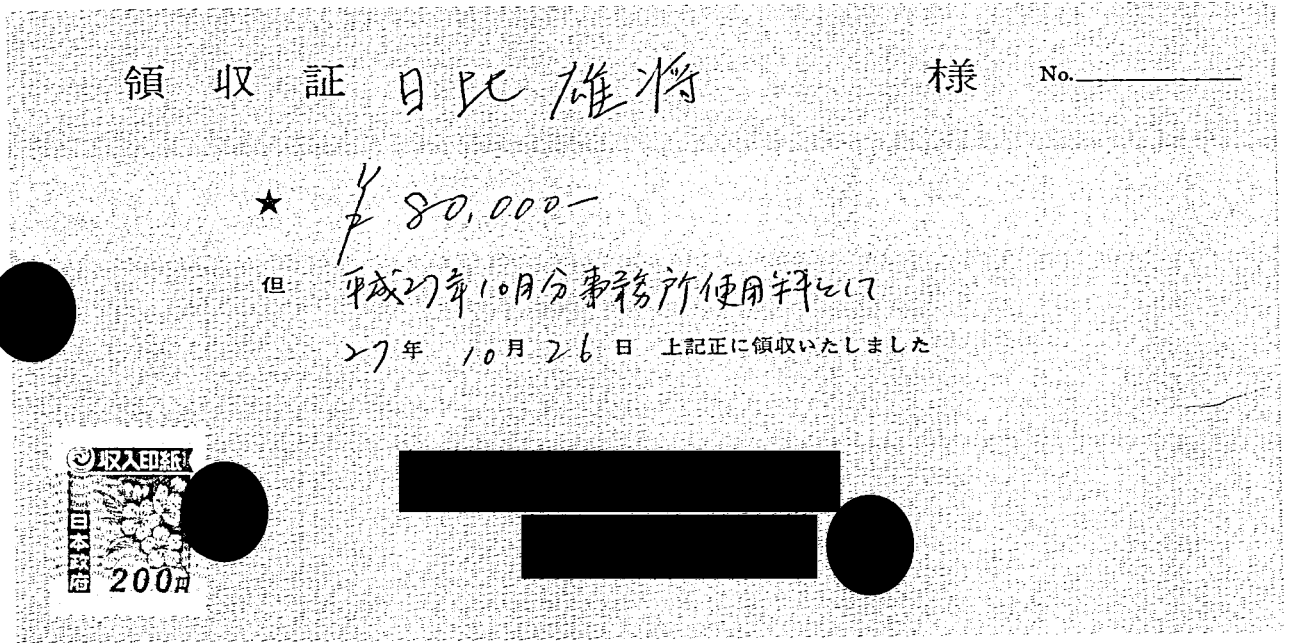 領収証 日比雄将 様 No.
★ ¥80,000-
但 平成27年10月分事務所使用料として
27年 10月 26日 上記正に領収いたしました
収入印紙
日本政府
200円